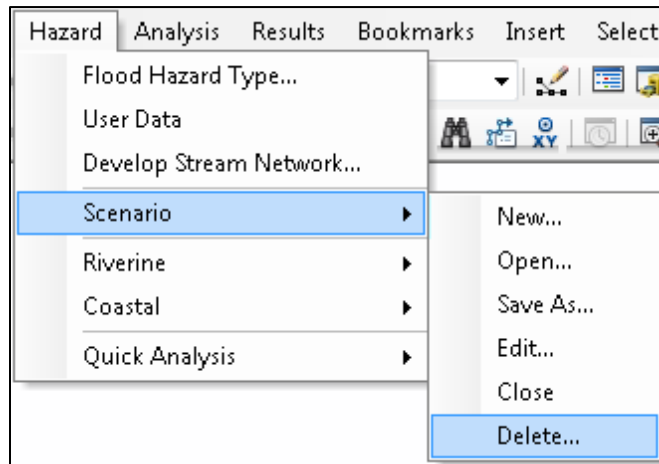 Hazard Analysis Results Bookmarks Insert Select
Flood Hazard Type...
User Data
Develop Stream Network...
XY
Scenario
New...
Open...
Save As...
Edit...
Close
Delete...
Riverine
Coastal
Quick Analysis